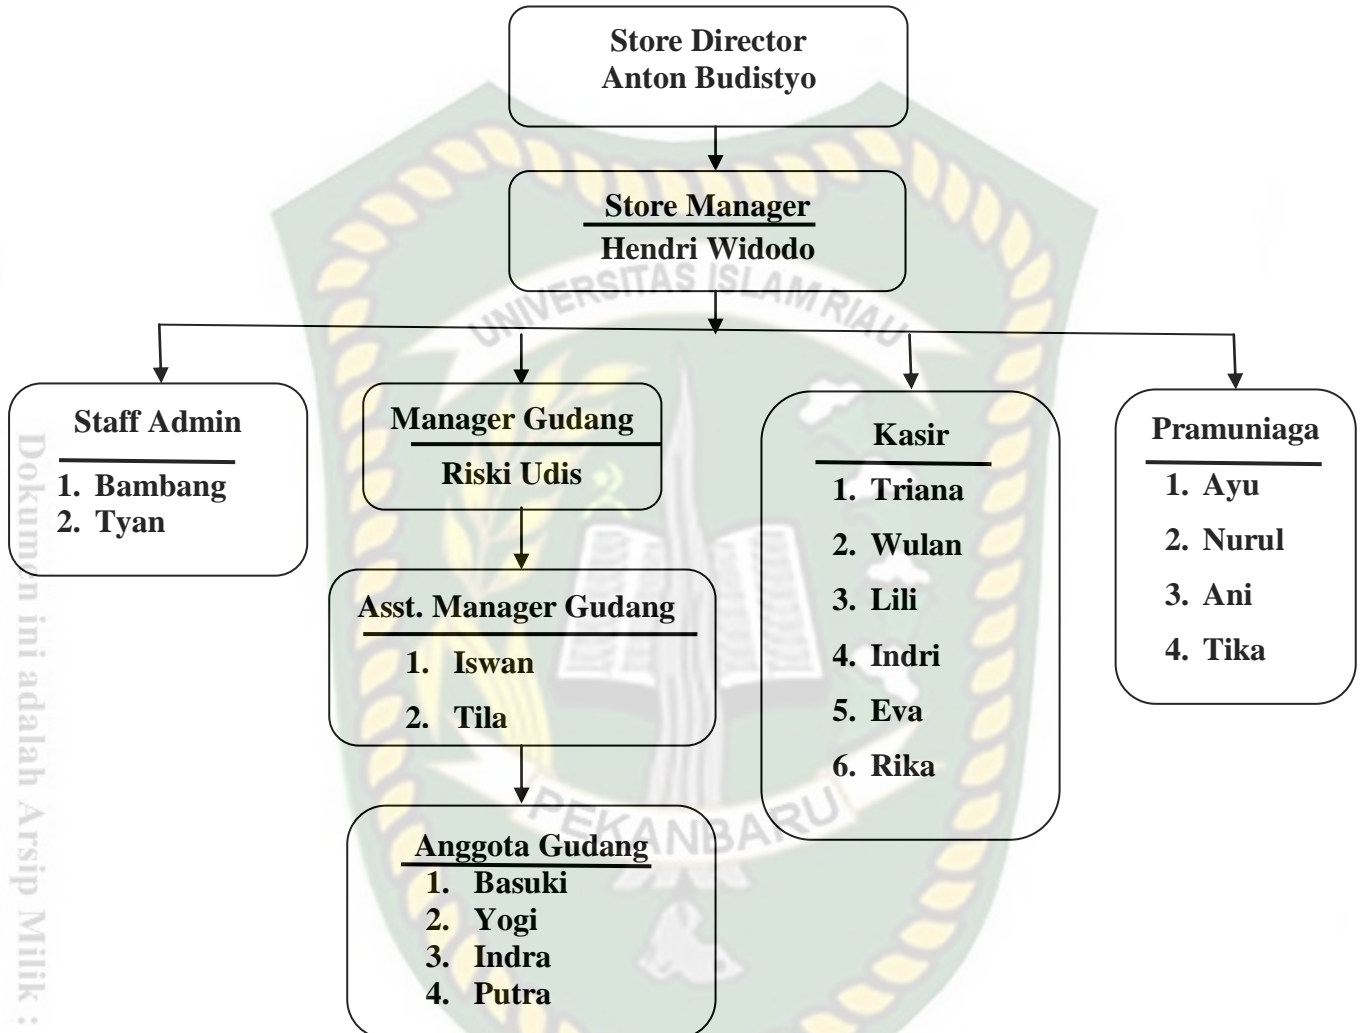 Store Director
Anton Budistyo
Store Manager
Hendri Widodo
UNIVERSITAS ISLAM RIAU
Staff Admin
1. Bambang
2. Tyan
Manager Gudang
Riski Udis
Asst. Manager Gudang
1. Iswan
2. Tila
Anggota Gudang
1. Basuki
2. Yogi
3. Indra
4. Putra
Kasir
1. Triana
2. Wulan
3. Lili
4. Indri
5. Eva
6. Rika
Pramuniaga
1. Ayu
2. Nurul
3. Ani
4. Tika
PEKANBARU
Dokumen ini adalah Arsip Milik :